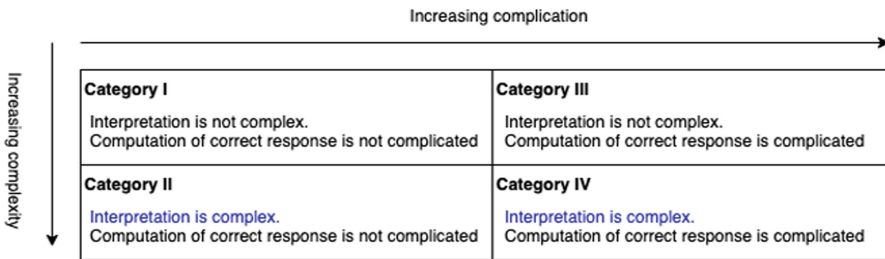 Increasing complication
Increasing complexity
Category I
Interpretation is not complex.
Computation of correct response is not complicated
Category III
Interpretation is not complex.
Computation of correct response is complicated
Category II
Interpretation is complex.
Computation of correct response is not complicated
Category IV
Interpretation is complex.
Computation of correct response is complicated